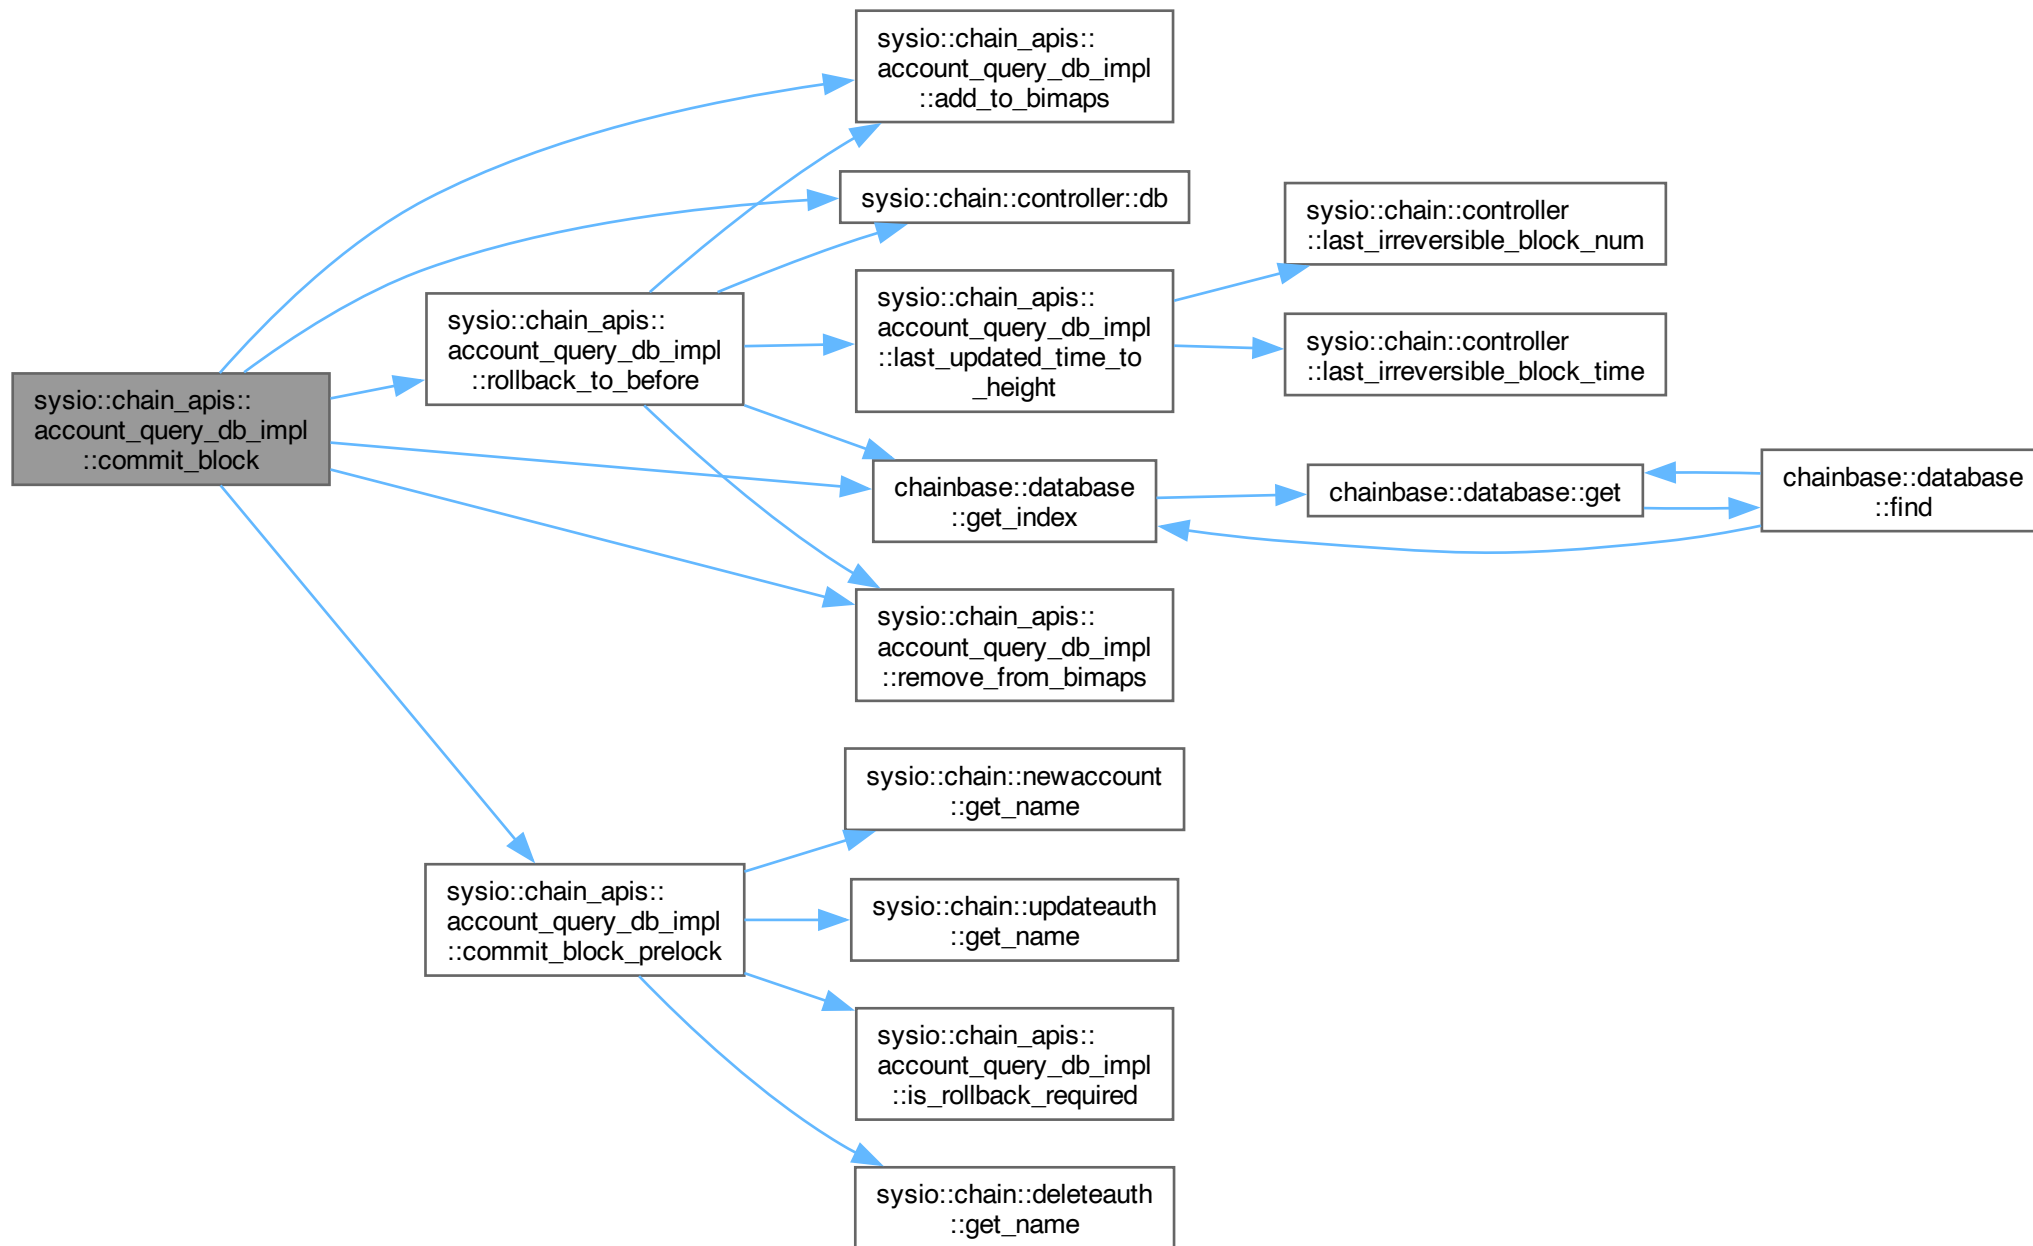 sysio::chain_apis::
account_query_db_impl
::commit_block
sysio::chain_apis::
account_query_db_impl
::add_to_bimaps
sysio::chain::controller::db
sysio::chain_apis::
account_query_db_impl
::rollback_to_before
sysio::chain_apis::
account_query_db_impl
::last_updated_time_to
_height
sysio::chain::controller
::last_irreversible_block_num
sysio::chain::controller
::last_irreversible_block_time
chainbase::database
::get_index
chainbase::database::get
chainbase::database
::find
sysio::chain_apis::
account_query_db_impl
::remove_from_bimaps
sysio::chain_apis::
account_query_db_impl
::commit_block_prelock
sysio::chain::newaccount
::get_name
sysio::chain::updateauth
::get_name
sysio::chain_apis::
account_query_db_impl
::is_rollback_required
sysio::chain::deleteauth
::get_name